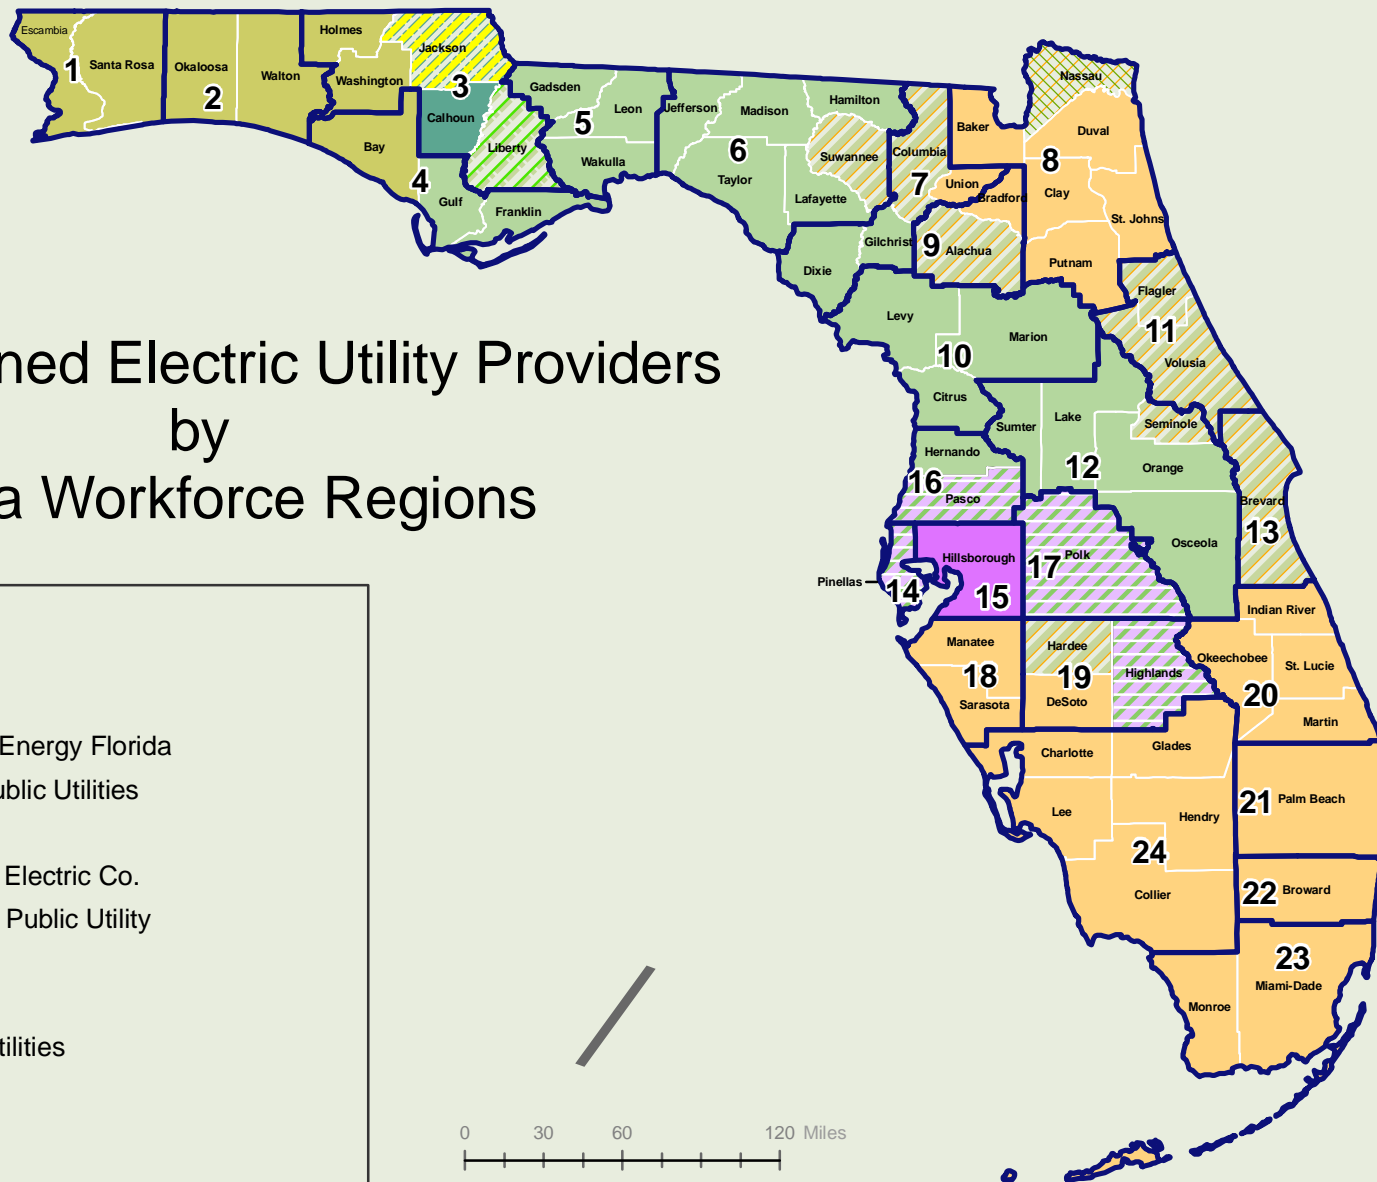 Escambia
Santa Rosa
1
Okaloosa
2
Walton
Holmes
Washington
Jackson
3
Calhoun
Liberty
Bay
4
Gulf
Franklin
Gadsden
Leon
5
Wakulla
Jefferson
Madison
Hamilton
6
Taylor
Suwannee
Lafayette
Columbia
7
Gilchrist
Dixie
Baker
Union
Bradford
Nassau
Duval
8
Clay
St. Johns
Putnam
9
Alachua
Flagler
11
Volusia
Levy
Marion
10
Citrus
Sumter
Lake
Seminole
12
Orange
Osceola
Brevard
13
Hernando
16
Pasco
Pinellas
14
Hillsborough
15
17
Polk
Manatee
18
Sarasota
Hardee
19
DeSoto
Highlands
Indian River
Okeechobee
St. Lucie
20
Martin
Charlotte
Glades
Lee
Hendry
24
Collier
21
Palm Beach
22
Broward
23
Miami-Dade
Monroe
ned Electric Utility Providers
by
a Workforce Regions
Energy Florida
ublic Utilities
Electric Co.
Public Utility
tilities
0 30 60 120 Miles